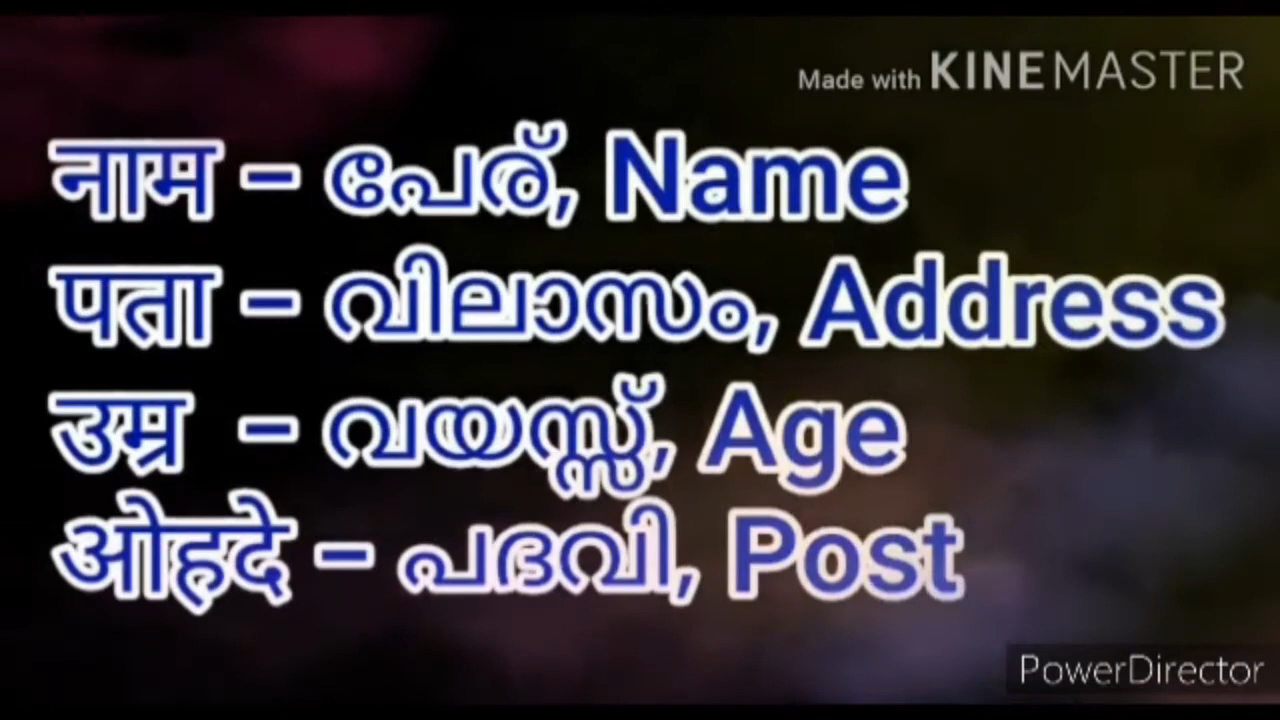 Made with KINEMASTER
नाम – പേര്, Name
पता – വിലാസം, Address
उम्र – വയസ്സ്, Age
ओहदे – പദവി, Post
PowerDirector